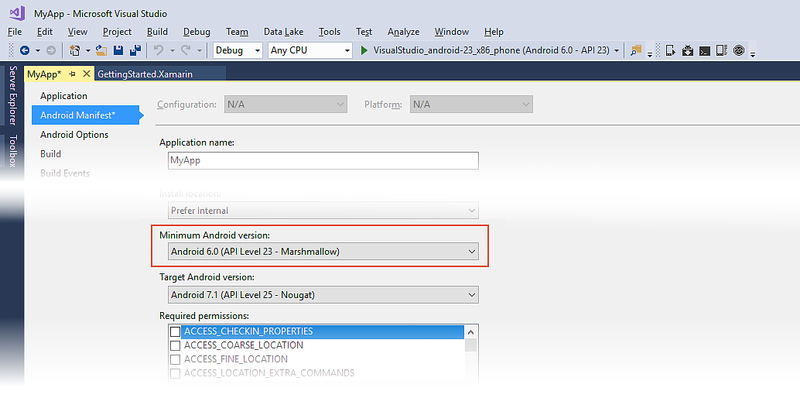 MyApp - Microsoft Visual Studio
File Edit View Project Build Debug Team Data Lake Tools Test Analyze Window Help
Debug Any CPU VisualStudio_android-23_x86_phone (Android 6.0 - API 23)
MyApp* GettingStarted.Xamarin
Server Explorer
Toolbox
Application
Android Manifest*
Android Options
Build
Build Events
Configuration: N/A Platform: N/A
Application name:
MyApp
Install location:
Prefer Internal
Minimum Android version:
Android 6.0 (API Level 23 - Marshmallow)
Target Android version:
Android 7.1 (API Level 25 - Nougat)
Required permissions:
ACCESS_CHECKIN_PROPERTIES
ACCESS_COARSE_LOCATION
ACCESS_FINE_LOCATION
ACCESS_LOCATION_EXTRA_COMMANDS